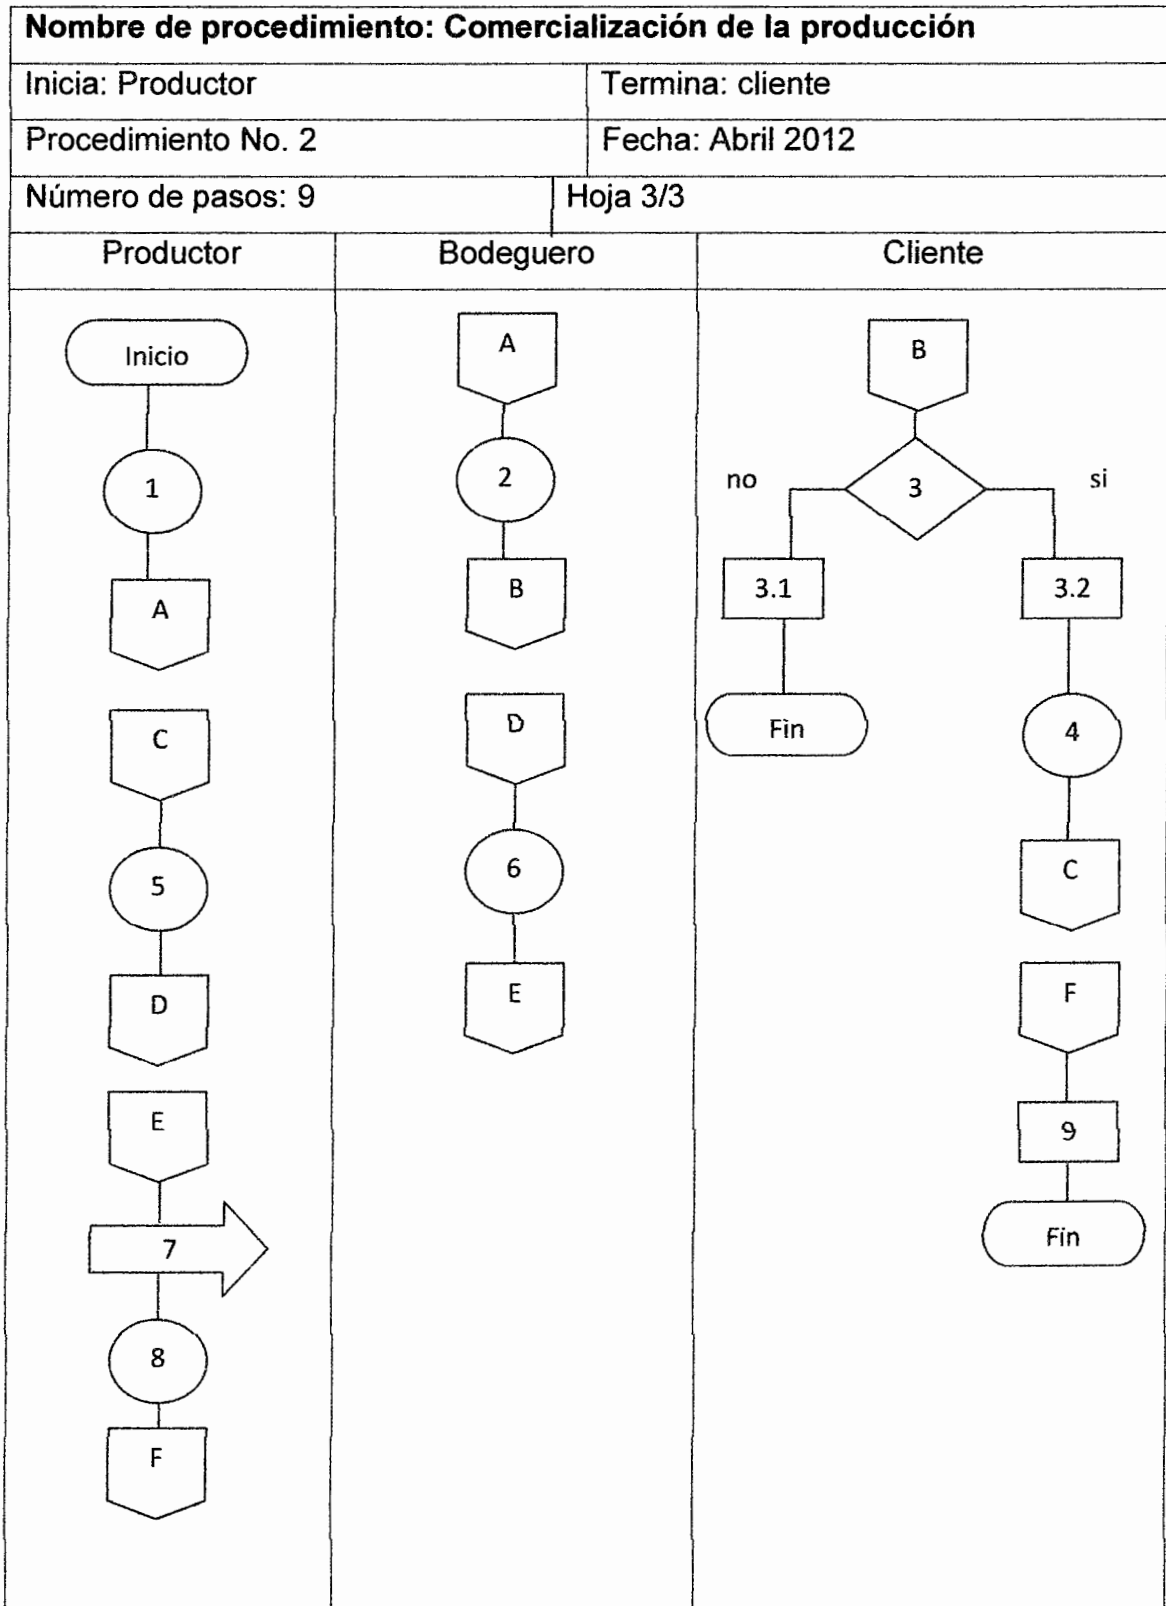 Nombre de procedimiento: Comercialización de la producción
Inicia: Productor
Termina: cliente
Procedimiento No. 2
Fecha: Abril 2012
Número de pasos: 9
Hoja 3/3
Productor
Bodeguero
Cliente
Inicio
1
A
C
5
D
E
7
8
F
A
2
B
D
6
E
B
no
3
si
3.1
3.2
Fin
4
C
F
9
Fin